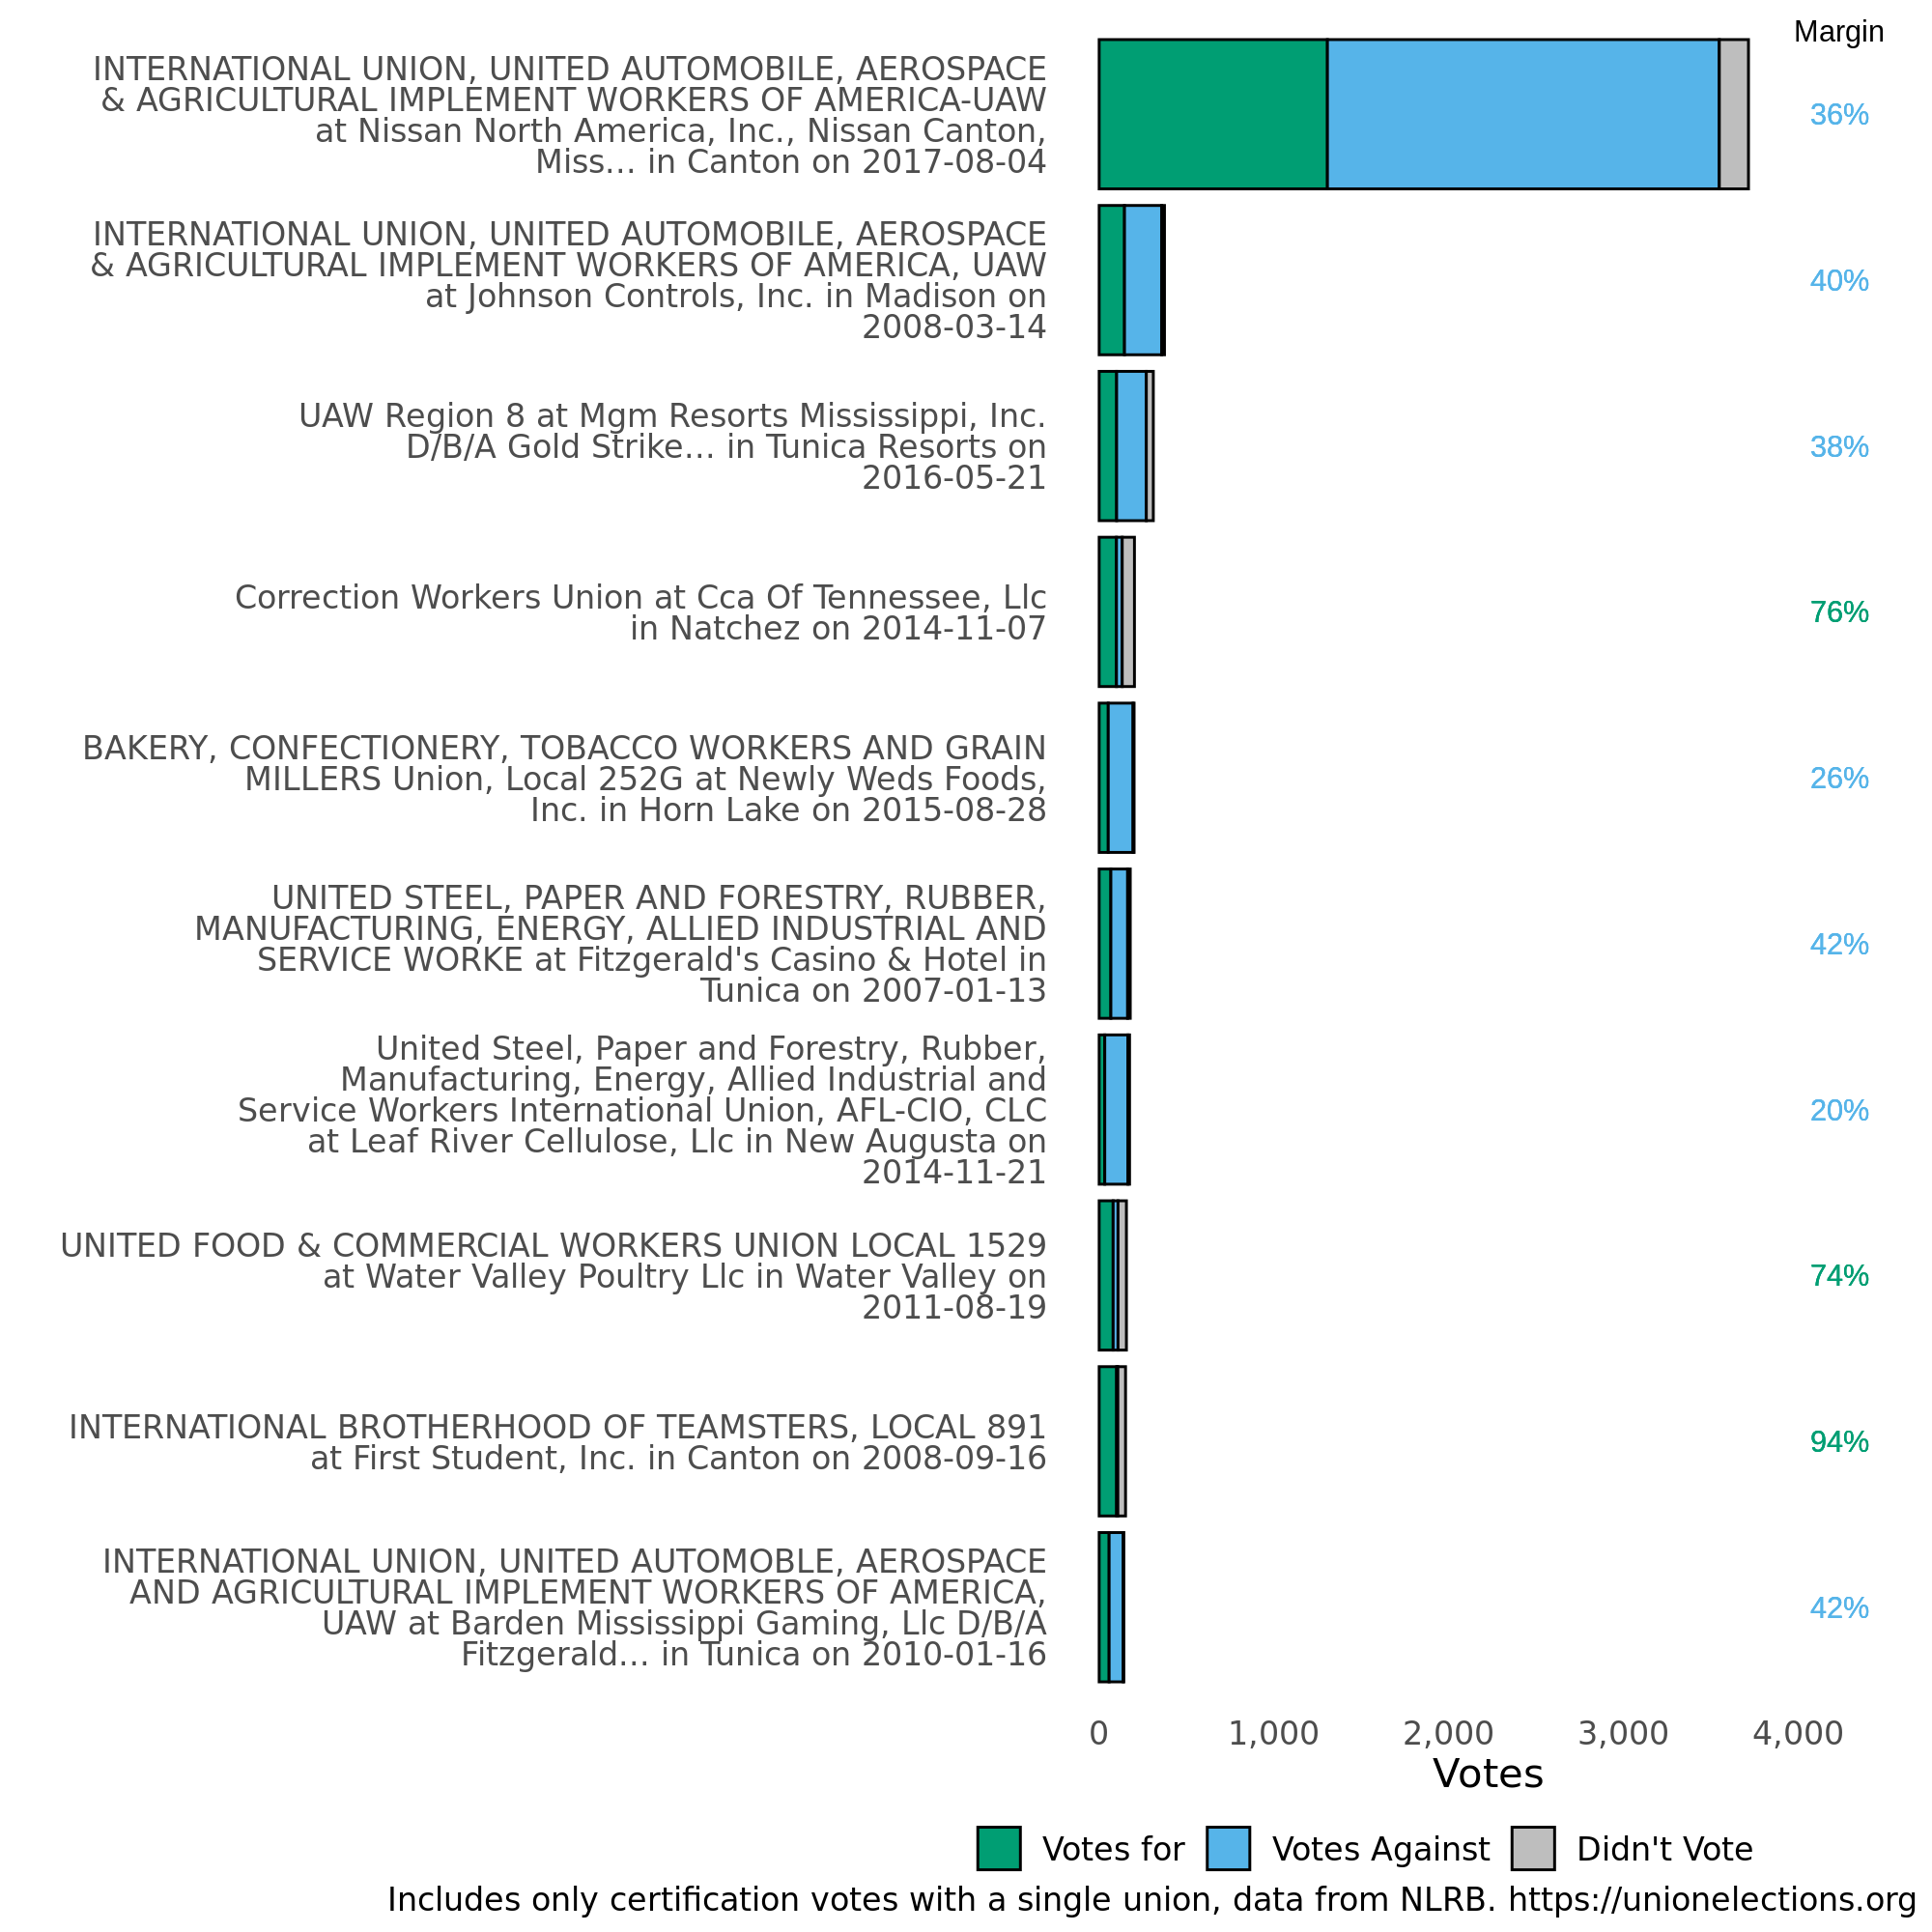 Margin
INTERNATIONAL UNION, UNITED AUTOMOBILE, AEROSPACE
& AGRICULTURAL IMPLEMENT WORKERS OF AMERICA-UAW
at Nissan North America, Inc., Nissan Canton,
Miss... in Canton on 2017-08-04
36%
INTERNATIONAL UNION, UNITED AUTOMOBILE, AEROSPACE
& AGRICULTURAL IMPLEMENT WORKERS OF AMERICA, UAW
at Johnson Controls, Inc. in Madison on
2008-03-14
40%
UAW Region 8 at Mgm Resorts Mississippi, Inc.
D/B/A Gold Strike... in Tunica Resorts on
2016-05-21
38%
Correction Workers Union at Cca Of Tennessee, Llc
in Natchez on 2014-11-07
76%
BAKERY, CONFECTIONERY, TOBACCO WORKERS AND GRAIN
MILLERS Union, Local 252G at Newly Weds Foods,
Inc. in Horn Lake on 2015-08-28
26%
UNITED STEEL, PAPER AND FORESTRY, RUBBER,
MANUFACTURING, ENERGY, ALLIED INDUSTRIAL AND
SERVICE WORKE at Fitzgerald's Casino & Hotel in
Tunica on 2007-01-13
42%
United Steel, Paper and Forestry, Rubber,
Manufacturing, Energy, Allied Industrial and
Service Workers International Union, AFL-CIO, CLC
at Leaf River Cellulose, Llc in New Augusta on
2014-11-21
20%
UNITED FOOD & COMMERCIAL WORKERS UNION LOCAL 1529
at Water Valley Poultry Llc in Water Valley on
2011-08-19
74%
INTERNATIONAL BROTHERHOOD OF TEAMSTERS, LOCAL 891
at First Student, Inc. in Canton on 2008-09-16
94%
INTERNATIONAL UNION, UNITED AUTOMOBLE, AEROSPACE
AND AGRICULTURAL IMPLEMENT WORKERS OF AMERICA,
UAW at Barden Mississippi Gaming, Llc D/B/A
Fitzgerald... in Tunica on 2010-01-16
42%
0 1,000 2,000 3,000 4,000
Votes
Votes for Votes Against Didn't Vote
Includes only certification votes with a single union, data from NLRB. https://unionelections.org